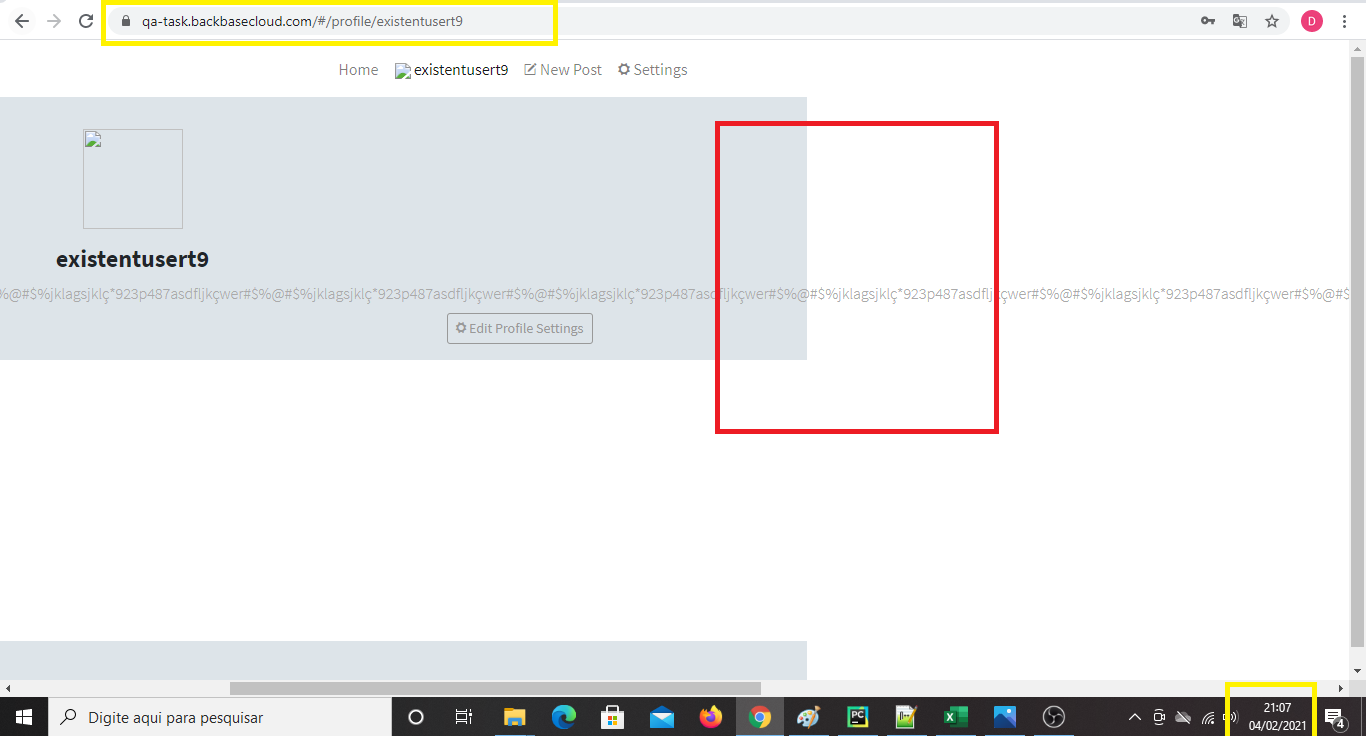 qa-task.backbasecloud.com/#/profile/existentusert9
D
Home existentusert9 New Post Settings
existentusert9
%@#$%jklagsjklç*923p487asdfljkçwer#$%@#$%jklagsjklç*923p487asdfljkçwer#$%@#$%jklagsjklç*923p487asdfljkçwer#$%@#$%jklagsjklç*923p487asdfljkçwer#$%@#$%jklagsjklç*923p487asdfljkçwer#$%@#$
Edit Profile Settings
Digite aqui para pesquisar
PC
21:07
04/02/2021
4